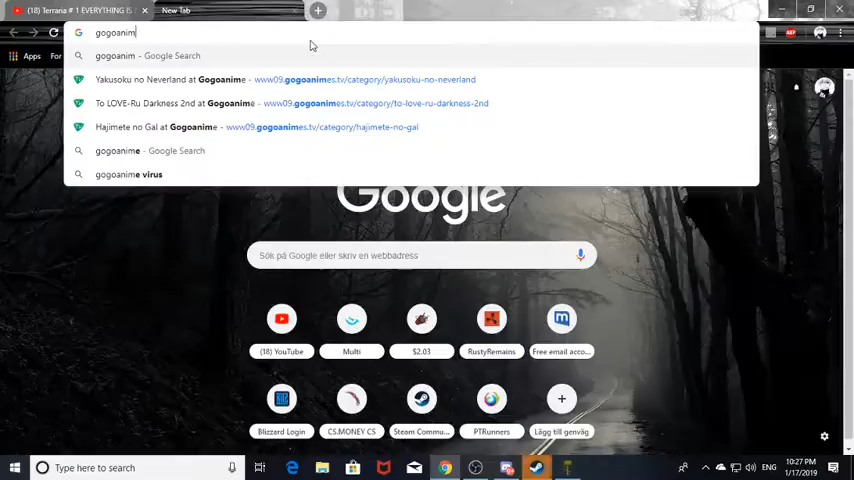 (18) Terraria # 1 EVERYTHING IS
New Tab
gogoanim
Apps
For
gogoanim - Google Search
Yakusoku no Neverland at Gogoanime - www09.gogoanimes.tv/category/yakusoku-no-neverland
To LOVE-Ru Darkness 2nd at Gogoanime - www09.gogoanimes.tv/category/to-love-ru-darkness-2nd
Hajimete no Gal at Gogoanime - www09.gogoanimes.tv/category/hajimete-no-gal
gogoanime - Google Search
gogoanime virus
Google
Sök på Google eller skriv en webbadress
(18) YouTube
Multi
$2.03
RustyRemains
Free email acco...
Blizzard Login
CS.MONEY CS
Steam Commu...
PTRunners
Lägg till genväg
Type here to search
ENG
10:27 PM
1/17/2019